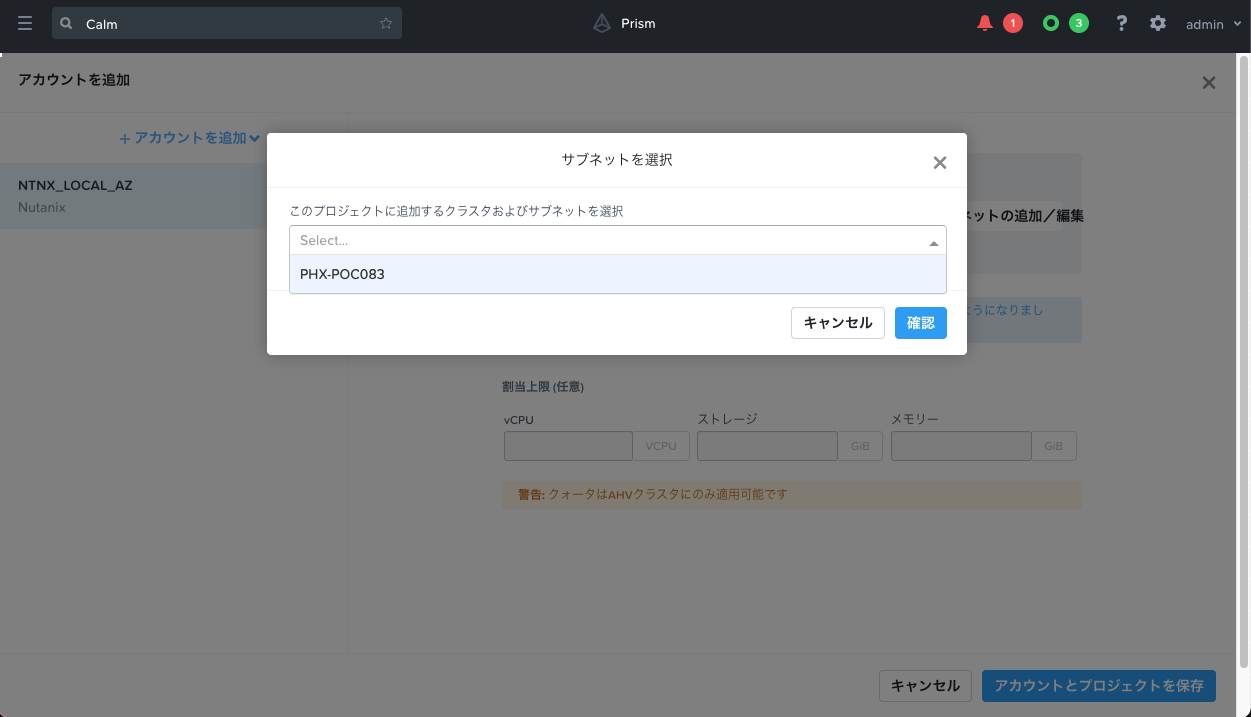 Calm
Prism
1
3
?
admin
アカウントを追加
+ アカウントを追加
NTNX_LOCAL_AZ
Nutanix
サブネットを選択
このプロジェクトに追加するクラスタおよびサブネットを選択
Select...
PHX-POC083
キャンセル
確認
ネットの追加／編集
ようになりまし
割当上限 (任意)
vCPU
ストレージ
メモリー
VCPU
GiB
GiB
警告: クォータはAHVクラスタにのみ適用可能です
キャンセル
アカウントとプロジェクトを保存